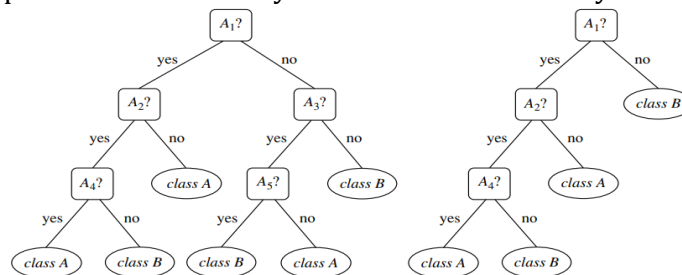 A1? A1?
yes no yes no
A2? A3? A2? class B
yes no yes no yes no
A4? class A A5? class B A4? class A
yes no yes no yes no
class A class B class B class A class A class B